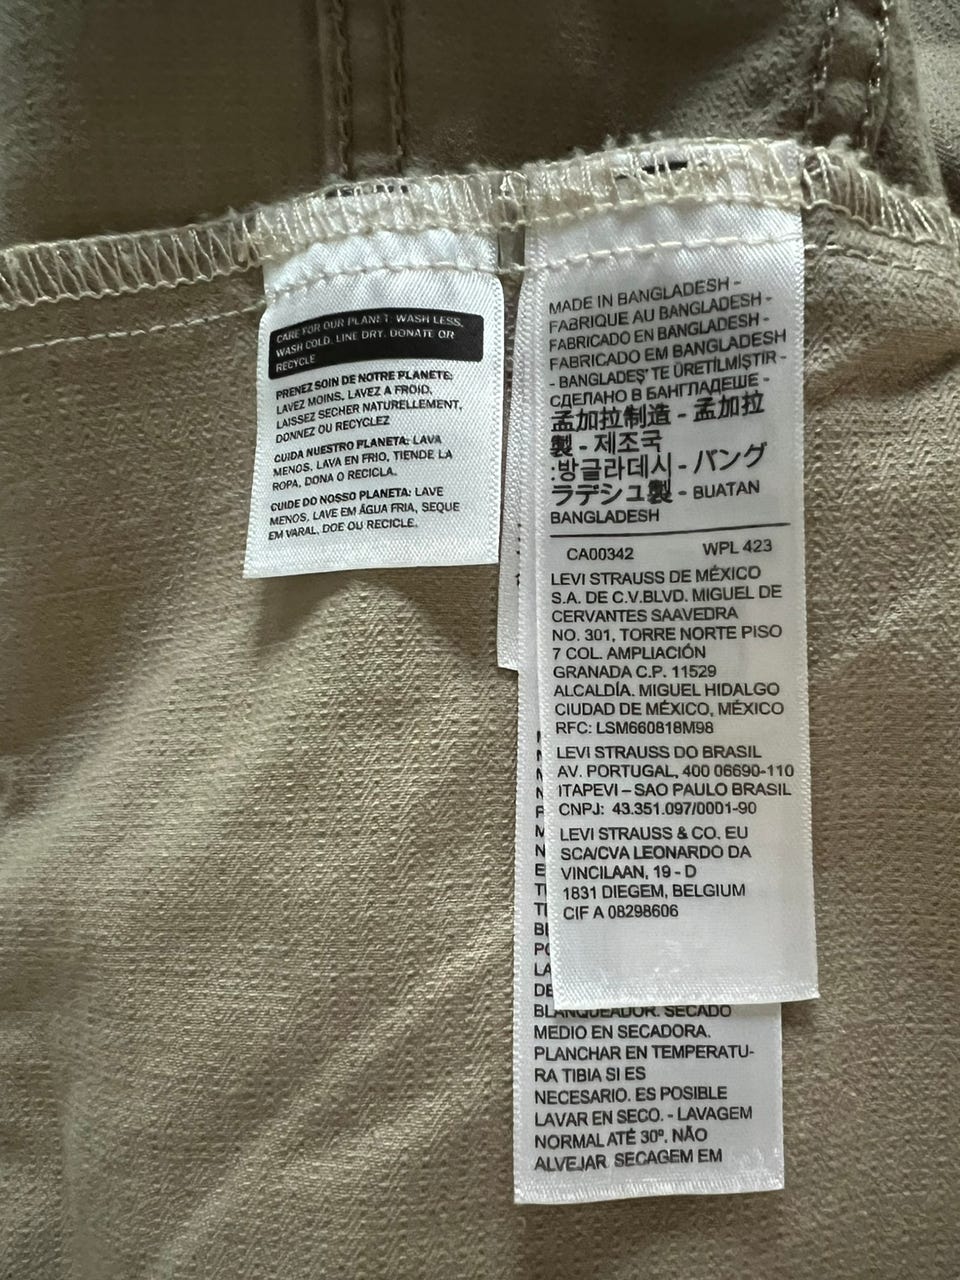 CARE FOR OUR PLANET: WASH LESS,
WASH COLD, LINE DRY, DONATE OR
RECYCLE
PRENEZ SOIN DE NOTRE PLANETE:
LAVEZ MOINS, LAVEZ A FROID,
LAISSEZ SECHER NATURELLEMENT,
DONNEZ OU RECYCLEZ
CUIDA NUESTRO PLANETA: LAVA
MENOS, LAVA EN FRIO, TIENDE LA
ROPA, DONA O RECICLA.
CUIDE DO NOSSO PLANETA: LAVE
MENOS, LAVE EM ÁGUA FRIA, SEQUE
EM VARAL, DOE OU RECICLE.
MADE IN BANGLADESH -
FABRIQUE AU BANGLADESH -
FABRICADO EN BANGLADESH -
FABRICADO EM BANGLADESH
- BANGLADEŞ' TE ÜRETİLMİŞTİR -
СДЕЛАНО В БАНГЛАДЕШЕ -
孟加拉制造 - 孟加拉
製 - 제조국
:방글라데시 - バング
ラデシュ製 - BUATAN
BANGLADESH
CA00342 WPL 423
LEVI STRAUSS DE MÉXICO
S.A. DE C.V.BLVD. MIGUEL DE
CERVANTES SAAVEDRA
NO. 301, TORRE NORTE PISO
7 COL. AMPLIACIÓN
GRANADA C.P. 11529
ALCALDÍA. MIGUEL HIDALGO
CIUDAD DE MÉXICO, MÉXICO
RFC: LSM660818M98
LEVI STRAUSS DO BRASIL
AV. PORTUGAL, 400 06690-110
ITAPEVI – SAO PAULO BRASIL
CNPJ: 43.351.097/0001-90
LEVI STRAUSS & CO. EU
SCA/CVA LEONARDO DA
VINCILAAN, 19 - D
1831 DIEGEM, BELGIUM
CIF A 08298606
BLANQUEADOR. SECADO
MEDIO EN SECADORA.
PLANCHAR EN TEMPERATU-
RA TIBIA SI ES
NECESARIO. ES POSIBLE
LAVAR EN SECO. - LAVAGEM
NORMAL ATÉ 30º. NÃO
ALVEJAR. SECAGEM EM